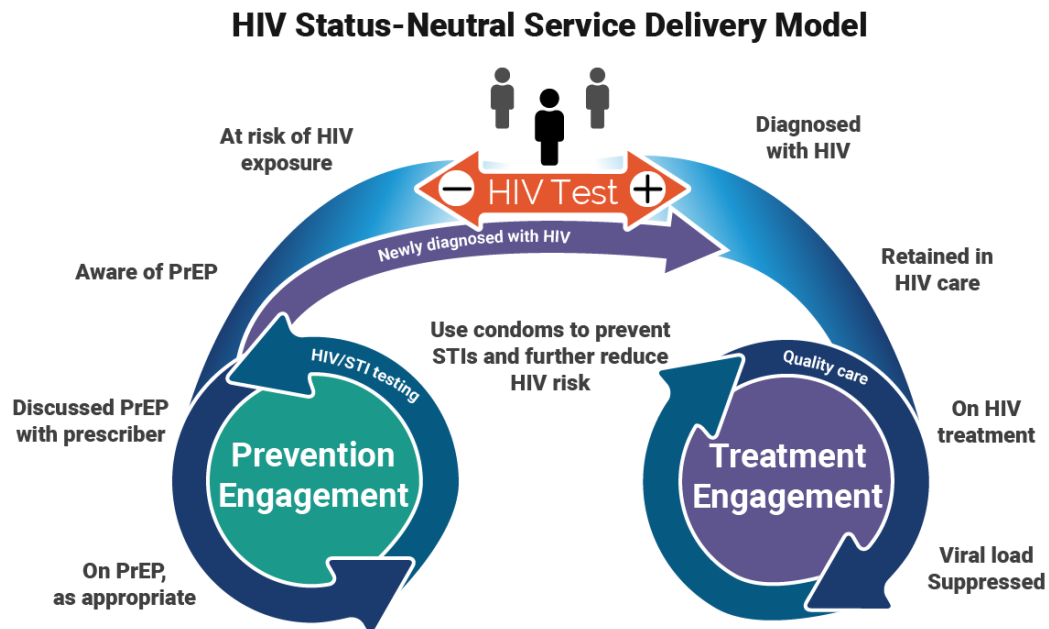 HIV Status-Neutral Service Delivery Model
At risk of HIV
exposure
Diagnosed
with HIV
− HIV Test +
Newly diagnosed with HIV
Aware of PrEP
Retained in
HIV care
Use condoms to prevent
STIs and further reduce
HIV risk
HIV/STI testing
Quality care
Discussed PrEP
with prescriber
On HIV
treatment
Prevention
Engagement
Treatment
Engagement
On PrEP,
as appropriate
Viral load
Suppressed